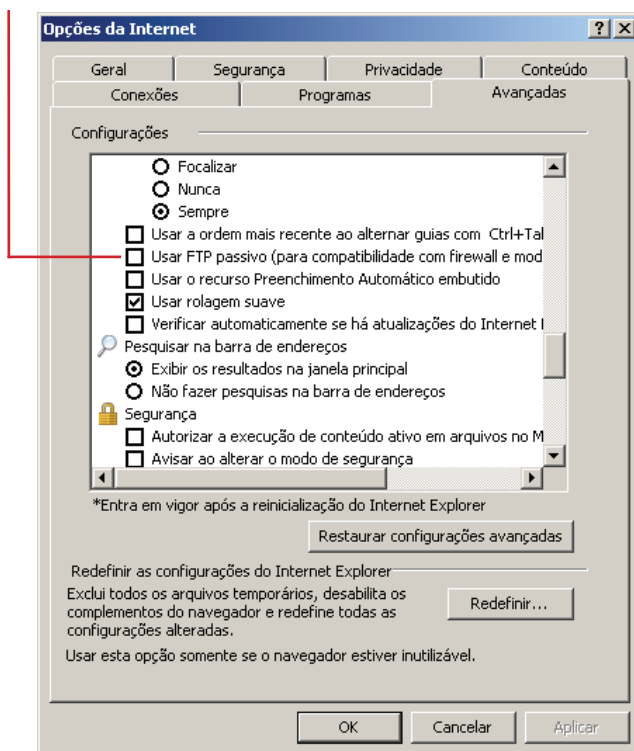 Opções da Internet
Geral Segurança Privacidade Conteúdo
Conexões Programas Avançadas
Configurações
Focalizar
Nunca
Sempre
Usar a ordem mais recente ao alternar guias com Ctrl+Tal
Usar FTP passivo (para compatibilidade com firewall e mod
Usar o recurso Preenchimento Automático embutido
Usar rolagem suave
Verificar automaticamente se há atualizações do Internet
Pesquisar na barra de endereços
Exibir os resultados na janela principal
Não fazer pesquisas na barra de endereços
Segurança
Autorizar a execução de conteúdo ativo em arquivos no M
Avisar ao alterar o modo de segurança
*Entra em vigor após a reinicialização do Internet Explorer
Restaurar configurações avançadas
Redefinir as configurações do Internet Explorer
Exclui todos os arquivos temporários, desabilita os
complementos do navegador e redefine todas as
configurações alteradas.
Redefinir...
Usar esta opção somente se o navegador estiver inutilizável.
OK Cancelar Aplicar